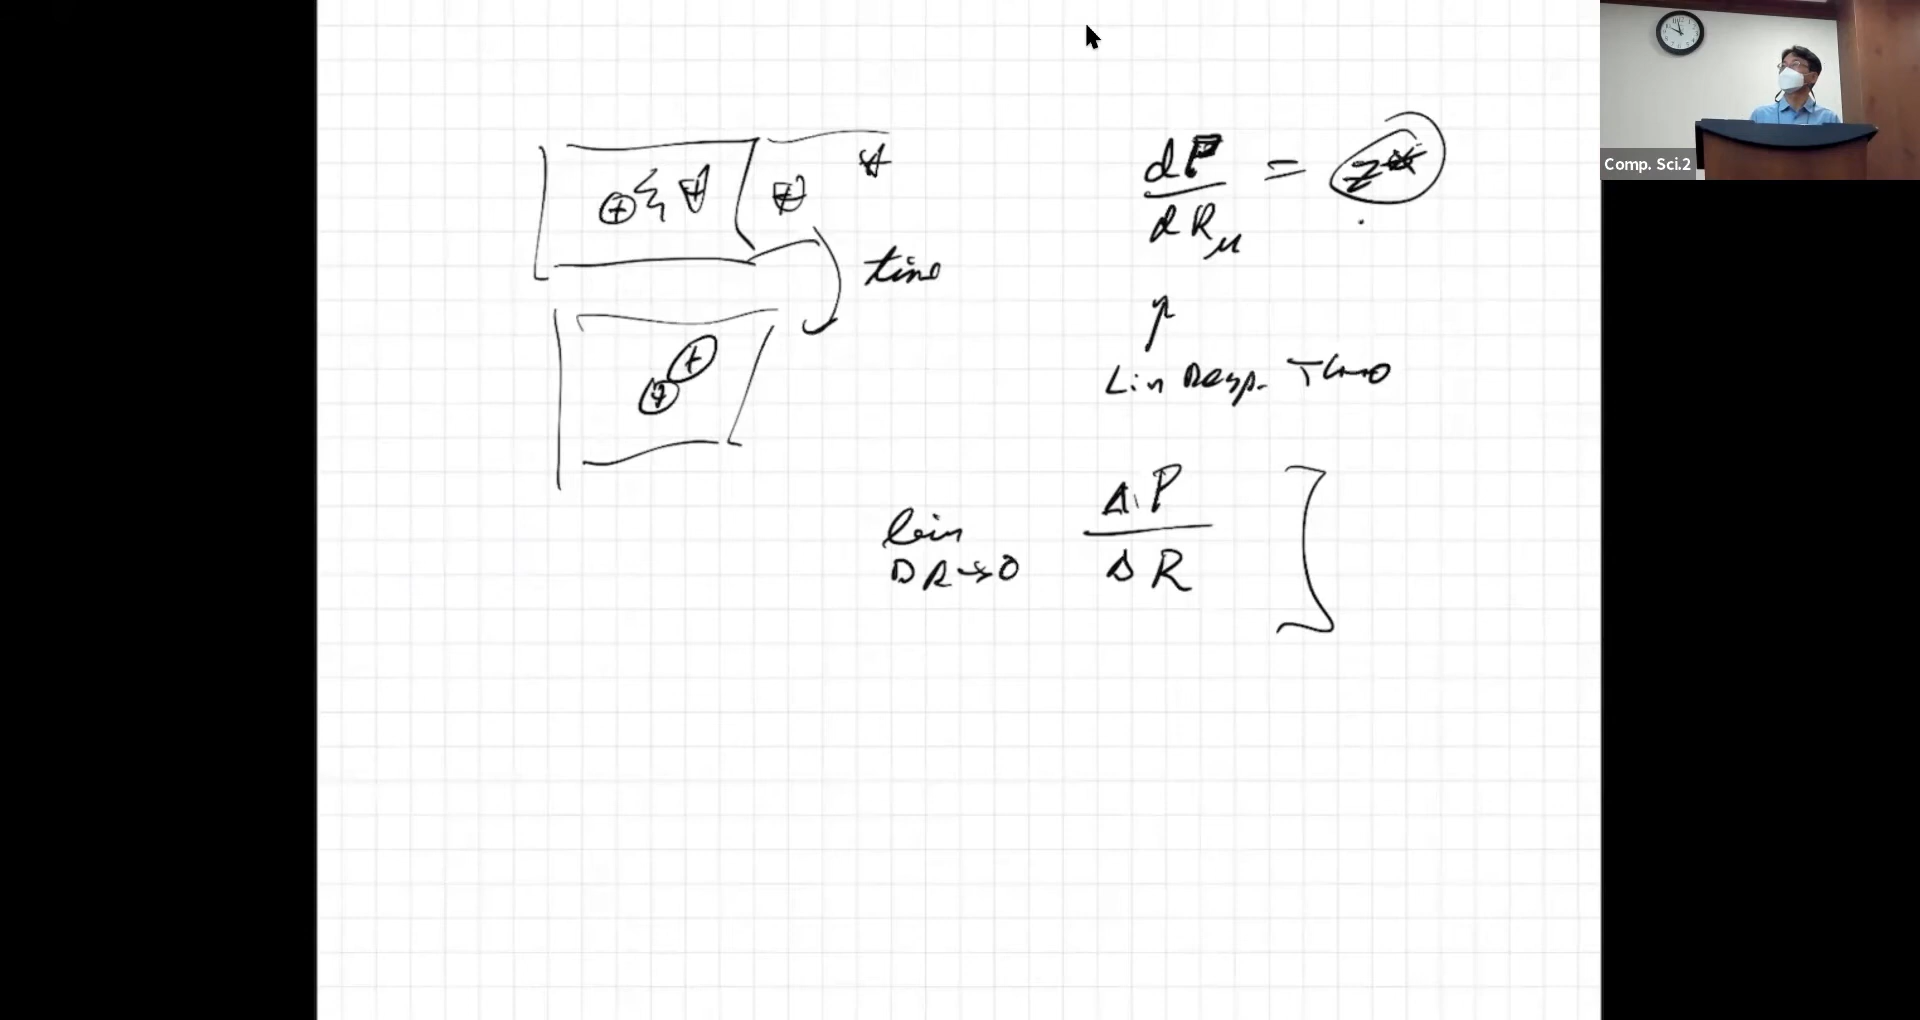 time
dP
dR_μ
= Z*
Lin Resp. Theo
lim
ΔR→0
ΔP
ΔR
Comp. Sci.2